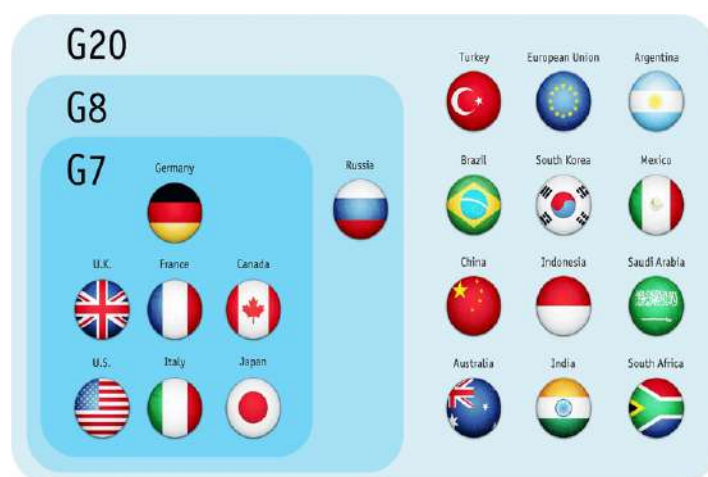 G20
Turkey European Union Argentina
G8
G7
Germany
Russia
Brazil South Korea Mexico
U.K. France Canada
China Indonesia Saudi Arabia
U.S. Italy Japan
Australia India South Africa